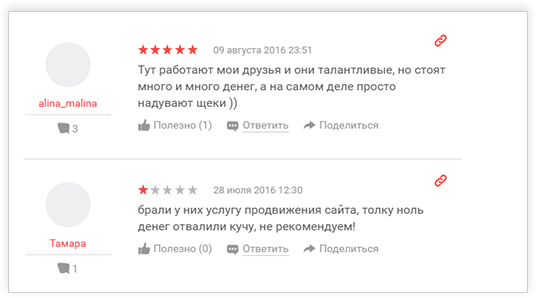 09 августа 2016 23:51
Тут работают мои друзья и они талантливые, но стоят
много и много денег, а на самом деле просто
надувают щеки ))
alina_malina
3
Полезно (1) Ответить Поделиться
28 июля 2016 12:30
брали у них услугу продвижения сайта, толку ноль
денег отвалили кучу, не рекомендуем!
Тамара
1
Полезно (0) Ответить Поделиться